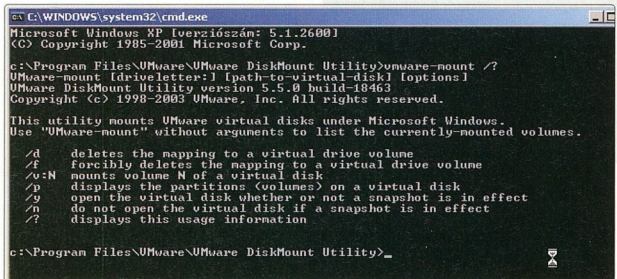 C:\WINDOWS\system32\cmd.exe
Microsoft Windows XP [verziószám: 5.1.2600]
(C) Copyright 1985-2001 Microsoft Corp.
c:\Program Files\VMware\VMware DiskMount Utility>vmware-mount /?
VMware-mount [driveletter:] [path-to-virtual-disk] [options]
VMware DiskMount Utility version 5.5.0 build-18463
Copyright (c) 1998-2003 VMware, Inc. All rights reserved.
This utility mounts VMware virtual disks under Microsoft Windows.
Use "VMware-mount" without arguments to list the currently-mounted volumes.
/d deletes the mapping to a virtual drive volume
/f forcibly deletes the mapping to a virtual drive volume
/v:N mounts volume N of a virtual disk
/p displays the partitions (volumes) on a virtual disk
/y open the virtual disk whether or not a snapshot is in effect
/n do not open the virtual disk if a snapshot is in effect
/? displays this usage information
c:\Program Files\VMware\VMware DiskMount Utility>_